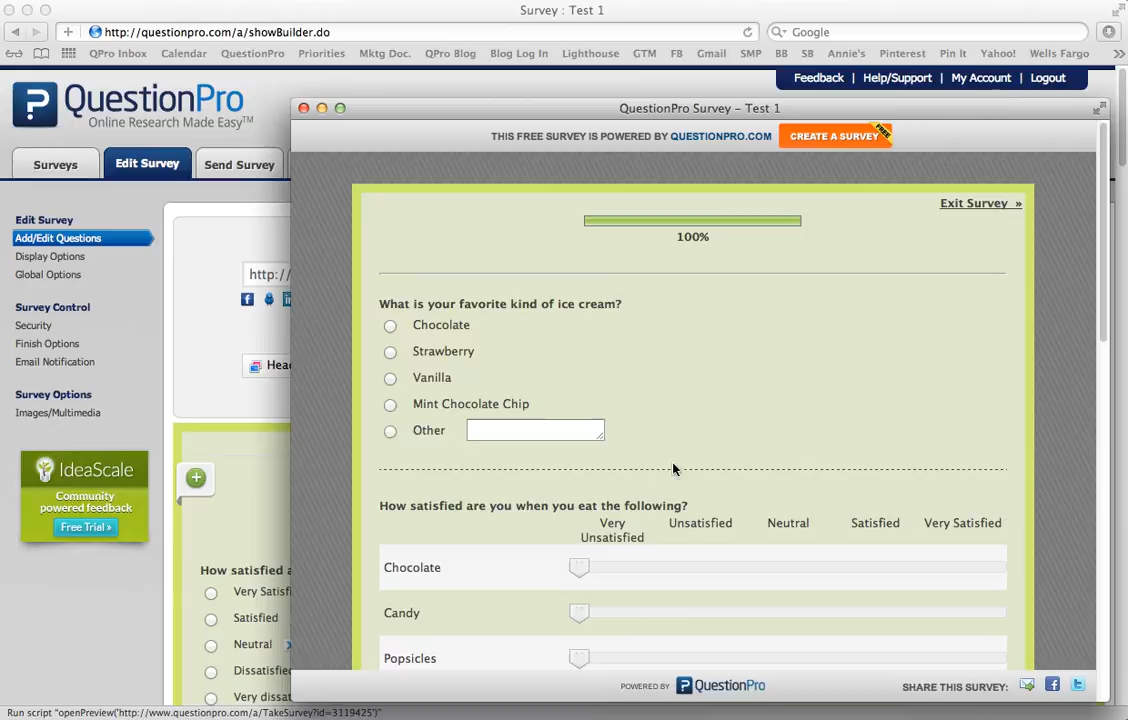 Survey : Test 1
http://questionpro.com/a/showBuilder.do
Google
QPro Inbox Calendar QuestionPro Priorities Mktg Doc. QPro Blog Blog Log In Lighthouse GTM FB Gmail SMP BB SB Annie's Pinterest Pin It Yahoo! Wells Fargo
Feedback | Help/Support | My Account | Logout
QuestionPro
Online Research Made Easy™
Surveys Edit Survey Send Survey
Edit Survey
Add/Edit Questions
Display Options
Global Options
Survey Control
Security
Finish Options
Email Notification
Survey Options
Images/Multimedia
IdeaScale
Community
powered feedback
Free Trial »
http://
Head
How satisfied a
Very Satisfi
Satisfied
Neutral
Dissatisfied
Very dissat
QuestionPro Survey – Test 1
THIS FREE SURVEY IS POWERED BY QUESTIONPRO.COM CREATE A SURVEY FREE
Exit Survey »
100%
What is your favorite kind of ice cream?
Chocolate
Strawberry
Vanilla
Mint Chocolate Chip
Other
How satisfied are you when you eat the following?
Very Unsatisfied Unsatisfied Neutral Satisfied Very Satisfied
Chocolate
Candy
Popsicles
POWERED BY QuestionPro
SHARE THIS SURVEY:
Run script "openPreview('http://www.questionpro.com/a/TakeSurvey?id=3119425')"